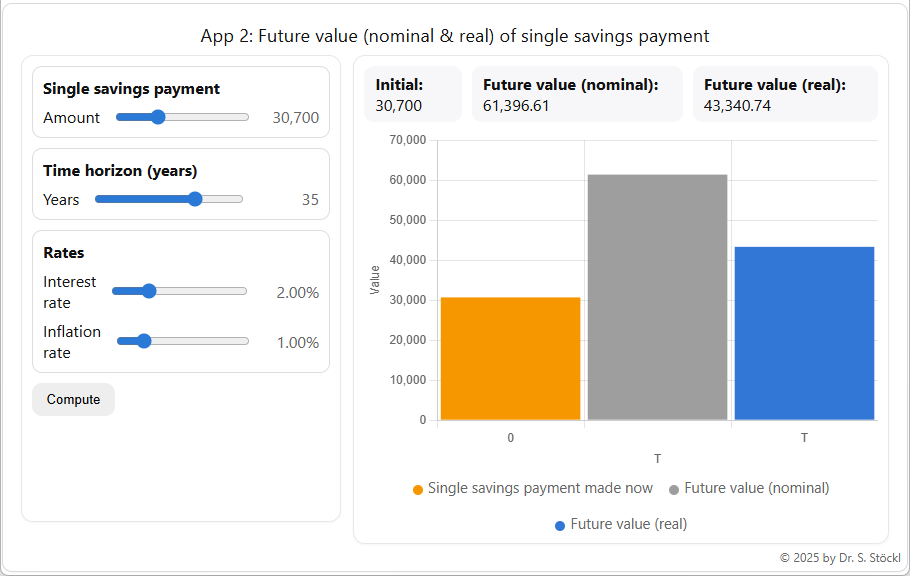 App 2: Future value (nominal & real) of single savings payment
Single savings payment
Amount 30,700
Time horizon (years)
Years 35
Rates
Interest
rate 2.00%
Inflation
rate 1.00%
Compute
Initial:
30,700
Future value (nominal):
61,396.61
Future value (real):
43,340.74
70,000
60,000
50,000
40,000
30,000
20,000
10,000
0
Value
0 T
T
Single savings payment made now Future value (nominal)
Future value (real)
© 2025 by Dr. S. Stöckl